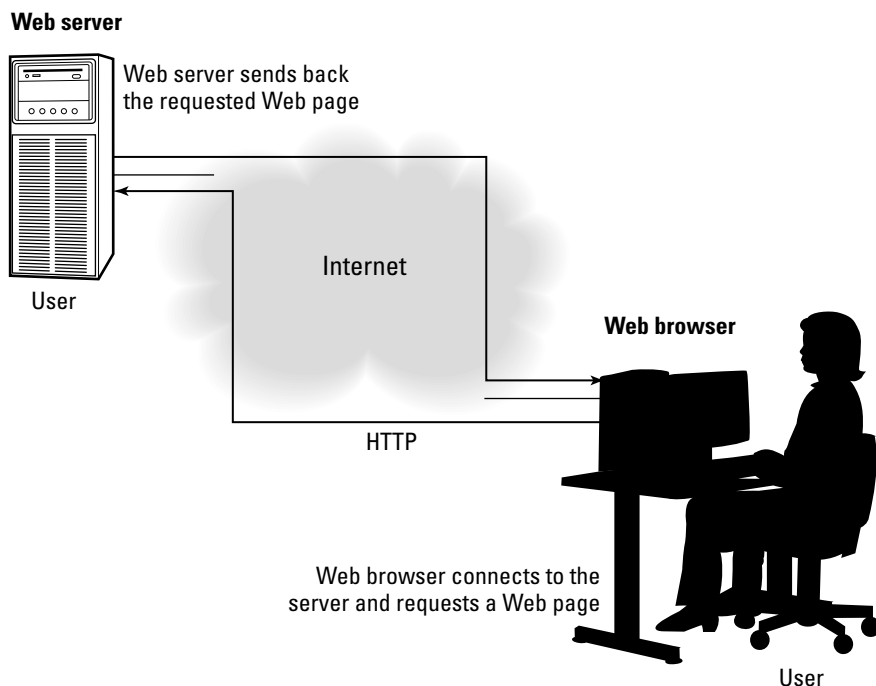 Web server
Web server sends back
the requested Web page
User
Internet
Web browser
HTTP
Web browser connects to the
server and requests a Web page
User